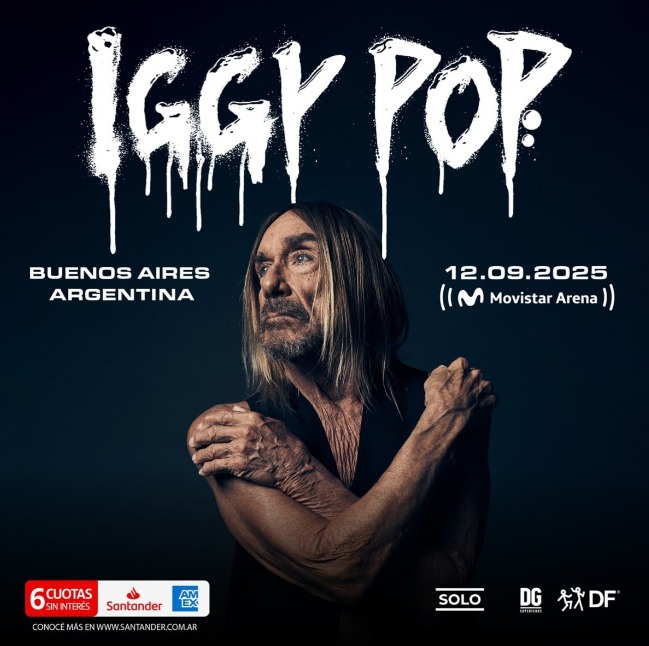 IGGY POP
BUENOS AIRES
ARGENTINA
12.09.2025
Movistar Arena
6 CUOTAS
SIN INTERÉS
Santander
AM
EX
CONOCÉ MÁS EN WWW.SANTANDER.COM.AR
SOLO
DG
EXPERIENCE
DF®